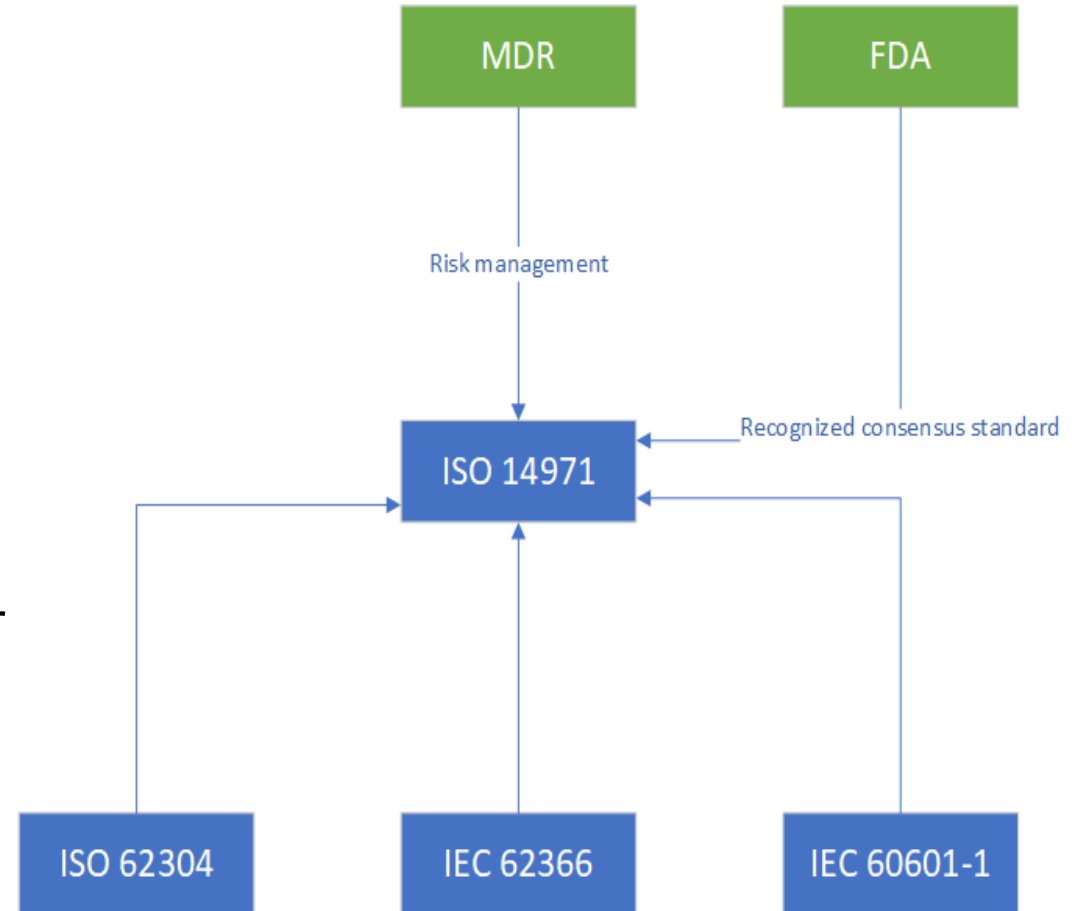 MDR
FDA
Risk management
Recognized consensus standard
ISO 14971
ISO 62304
IEC 62366
IEC 60601-1